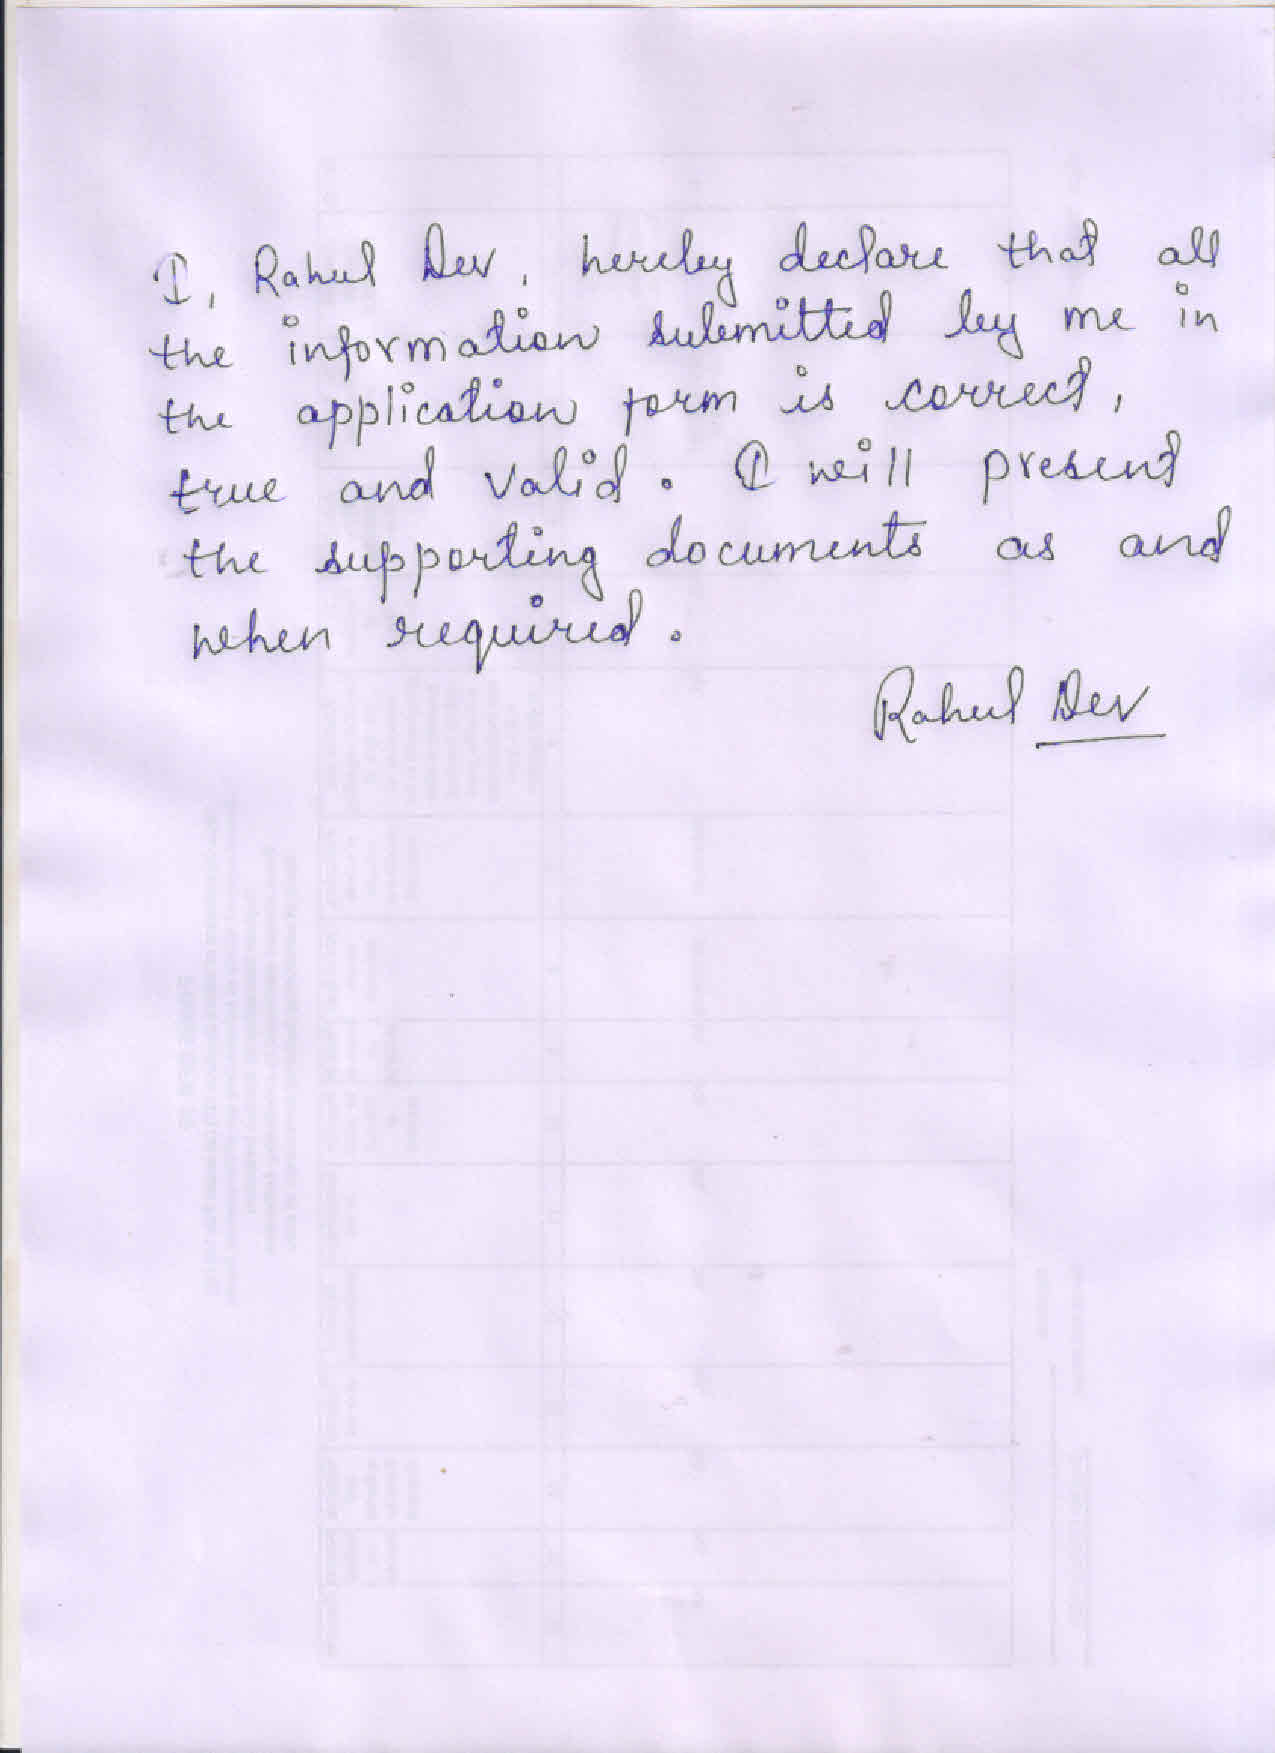 I, Rahul Dev, hereby declare that all
the information submitted by me in
the application form is correct,
true and valid. I will present
the supporting documents as and
when required.
Rahul Dev